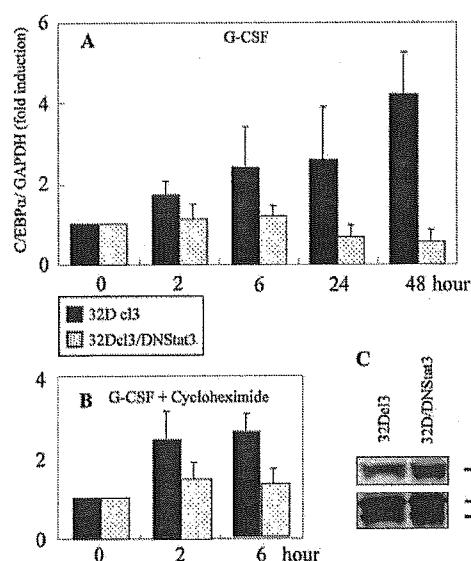 A
G-CSF
C/EBPα/ GAPDH (fold induction)
6
4
2
0
0 2 6 24 48 hour
32D cl3
32Dcl3/DNStat3
B
G-CSF + Cycloheximide
4
2
0
0 2 6 hour
C
32Dcl3
32D/DNStat3